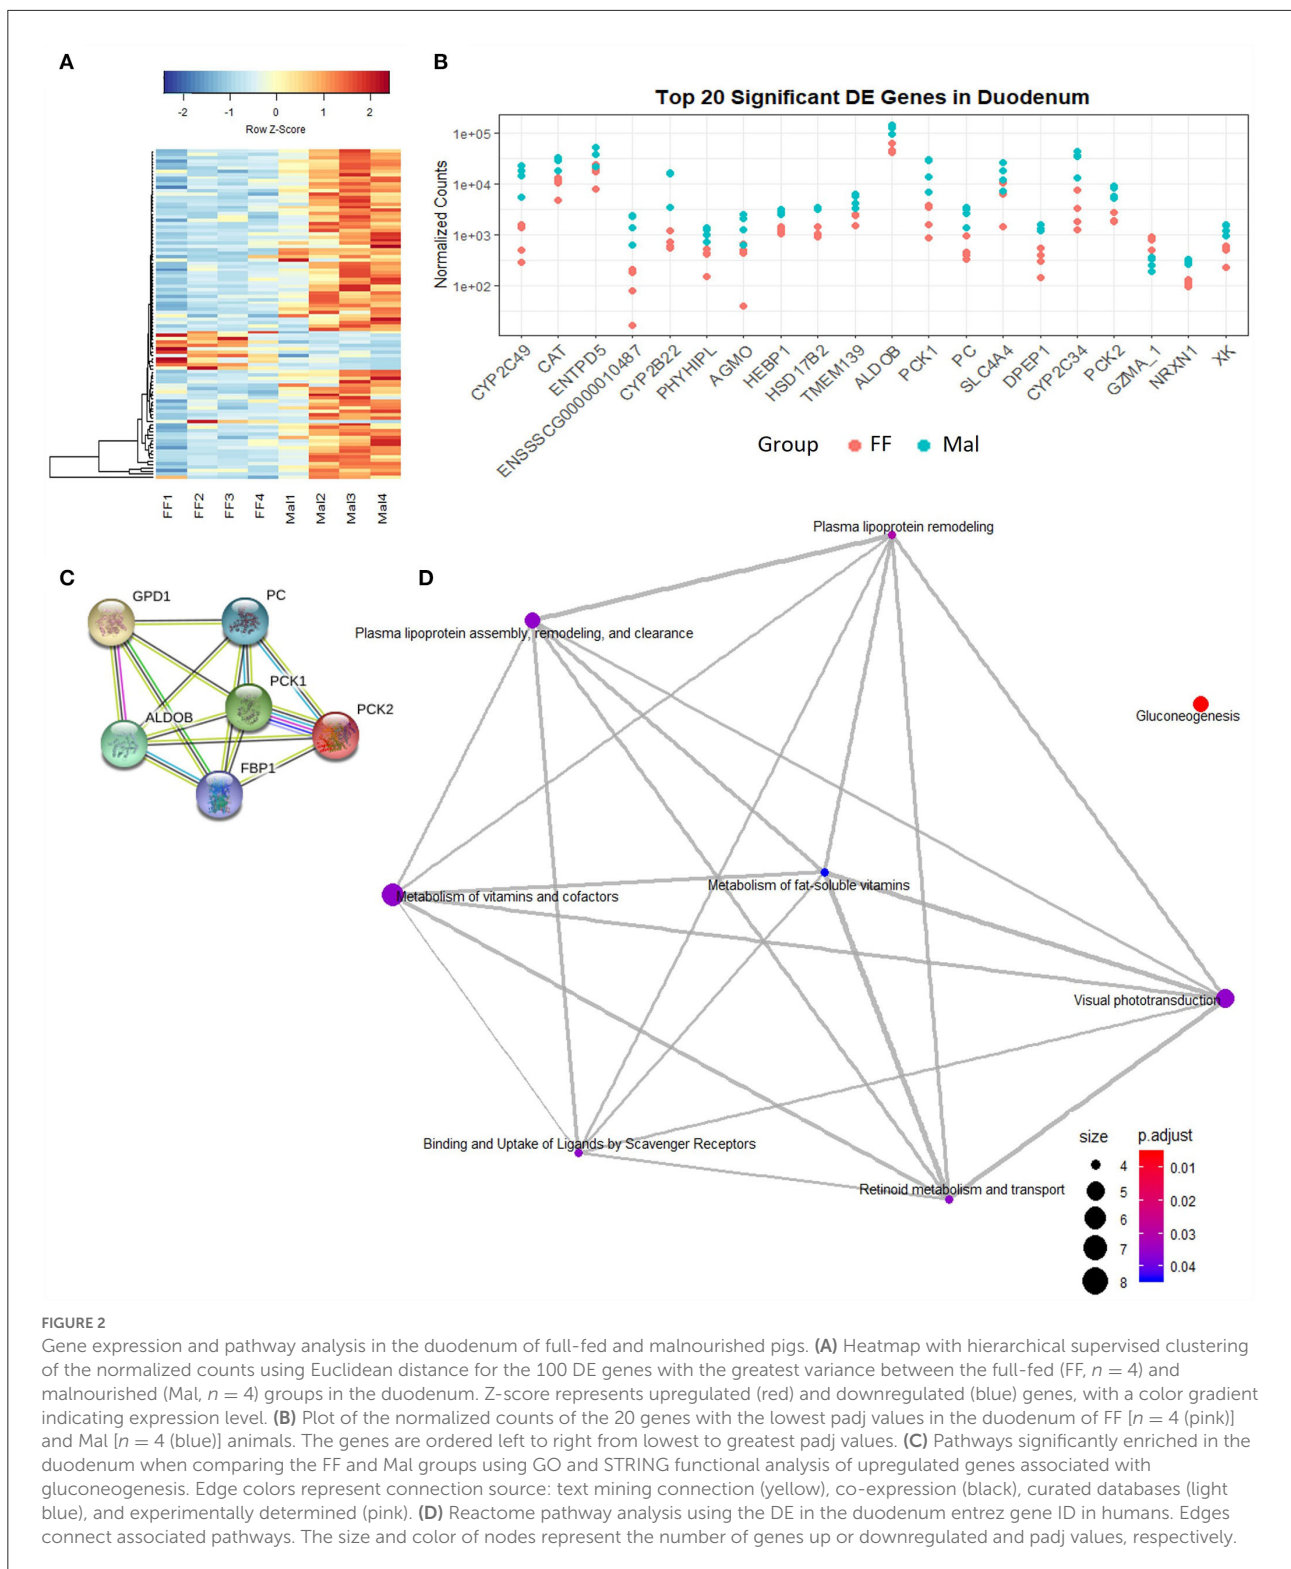 A
-2 -1 0 1 2
Row Z-Score
FF1
FF2
FF3
FF4
Mal1
Mal2
Mal3
Mal4
B
Top 20 Significant DE Genes in Duodenum
Normalized Counts
1e+05
1e+04
1e+03
1e+02
CYP2C49
CAT
ENTPD5
ENSSSCG00000010487
CYP2B22
PHYHIPL
AGMO
HEBP1
HSD17B2
TMEM139
ALDOB
PCK1
PC
SLC4A4
DPEP1
CYP2C34
PCK2
GZMA_1
NRXN1
XK
Group FF Mal
C
GPD1
PC
PCK1
PCK2
ALDOB
FBP1
D
Plasma lipoprotein remodeling
Plasma lipoprotein assembly, remodeling, and clearance
Gluconeogenesis
Metabolism of fat-soluble vitamins
Metabolism of vitamins and cofactors
Visual phototransduction
Binding and Uptake of Ligands by Scavenger Receptors
Retinoid metabolism and transport
size
4
5
6
7
8
p.adjust
0.01
0.02
0.03
0.04
FIGURE 2
Gene expression and pathway analysis in the duodenum of full-fed and malnourished pigs. (A) Heatmap with hierarchical supervised clustering
of the normalized counts using Euclidean distance for the 100 DE genes with the greatest variance between the full-fed (FF, n = 4) and
malnourished (Mal, n = 4) groups in the duodenum. Z-score represents upregulated (red) and downregulated (blue) genes, with a color gradient
indicating expression level. (B) Plot of the normalized counts of the 20 genes with the lowest padj values in the duodenum of FF [n = 4 (pink)]
and Mal [n = 4 (blue)] animals. The genes are ordered left to right from lowest to greatest padj values. (C) Pathways significantly enriched in the
duodenum when comparing the FF and Mal groups using GO and STRING functional analysis of upregulated genes associated with
gluconeogenesis. Edge colors represent connection source: text mining connection (yellow), co-expression (black), curated databases (light
blue), and experimentally determined (pink). (D) Reactome pathway analysis using the DE in the duodenum entrez gene ID in humans. Edges
connect associated pathways. The size and color of nodes represent the number of genes up or downregulated and padj values, respectively.